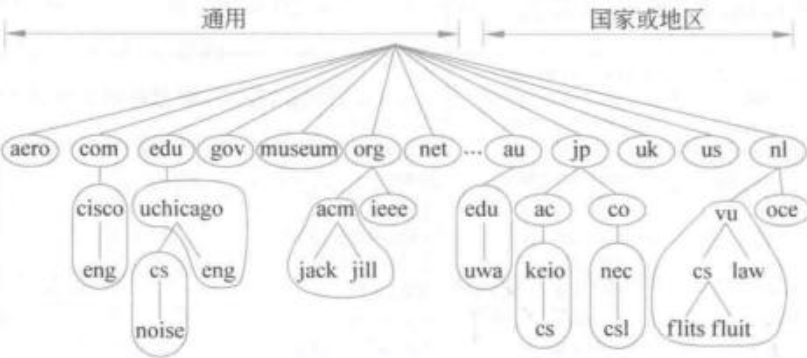 通用 国家或地区
aero com edu gov museum org net ... au jp uk us nl
cisco uchicago acm ieee edu ac co vu oce
eng cs eng jack jill uwa keio nec cs law
noise cs csl flits fluit